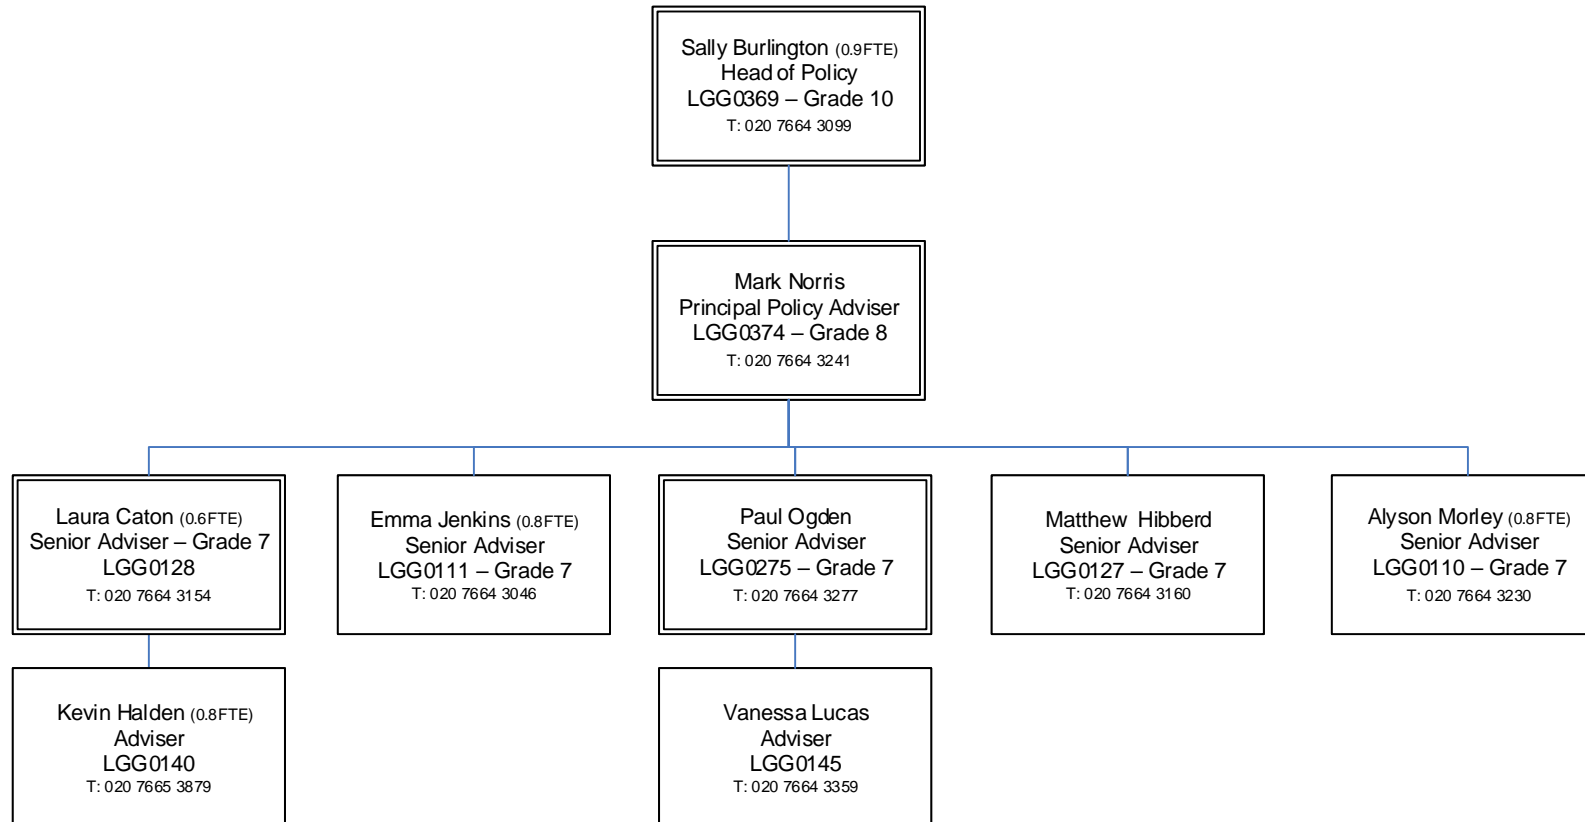 Sally Burlington (0.9FTE)
Head of Policy
LGG0369 – Grade 10
T: 020 7664 3099
Mark Norris
Principal Policy Adviser
LGG0374 – Grade 8
T: 020 7664 3241
Laura Caton (0.6FTE)
Senior Adviser – Grade 7
LGG0128
T: 020 7664 3154
Emma Jenkins (0.8FTE)
Senior Adviser
LGG0111 – Grade 7
T: 020 7664 3046
Paul Ogden
Senior Adviser
LGG0275 – Grade 7
T: 020 7664 3277
Matthew Hibberd
Senior Adviser
LGG0127 – Grade 7
T: 020 7664 3160
Alyson Morley (0.8FTE)
Senior Adviser
LGG0110 – Grade 7
T: 020 7664 3230
Kevin Halden (0.8FTE)
Adviser
LGG0140
T: 020 7665 3879
Vanessa Lucas
Adviser
LGG0145
T: 020 7664 3359